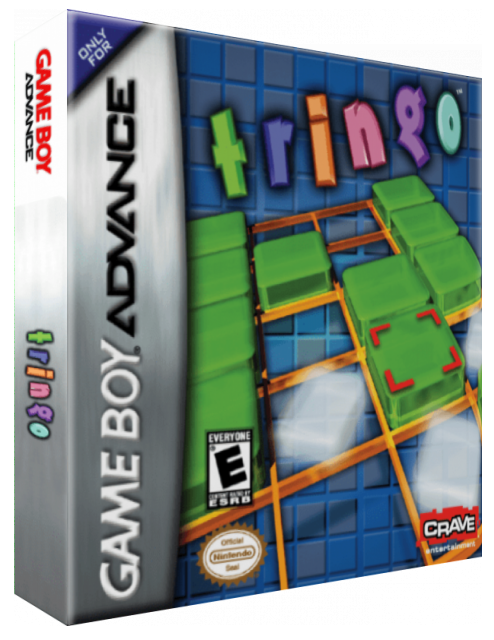 GAME BOY
ADVANCE
tringo
ONLY
FOR
GAME BOY ADVANCE
tringo
TM
EVERYONE
E
CONTENT RATED BY
ESRB
Official
Nintendo
Seal
CRAVE
entertainment